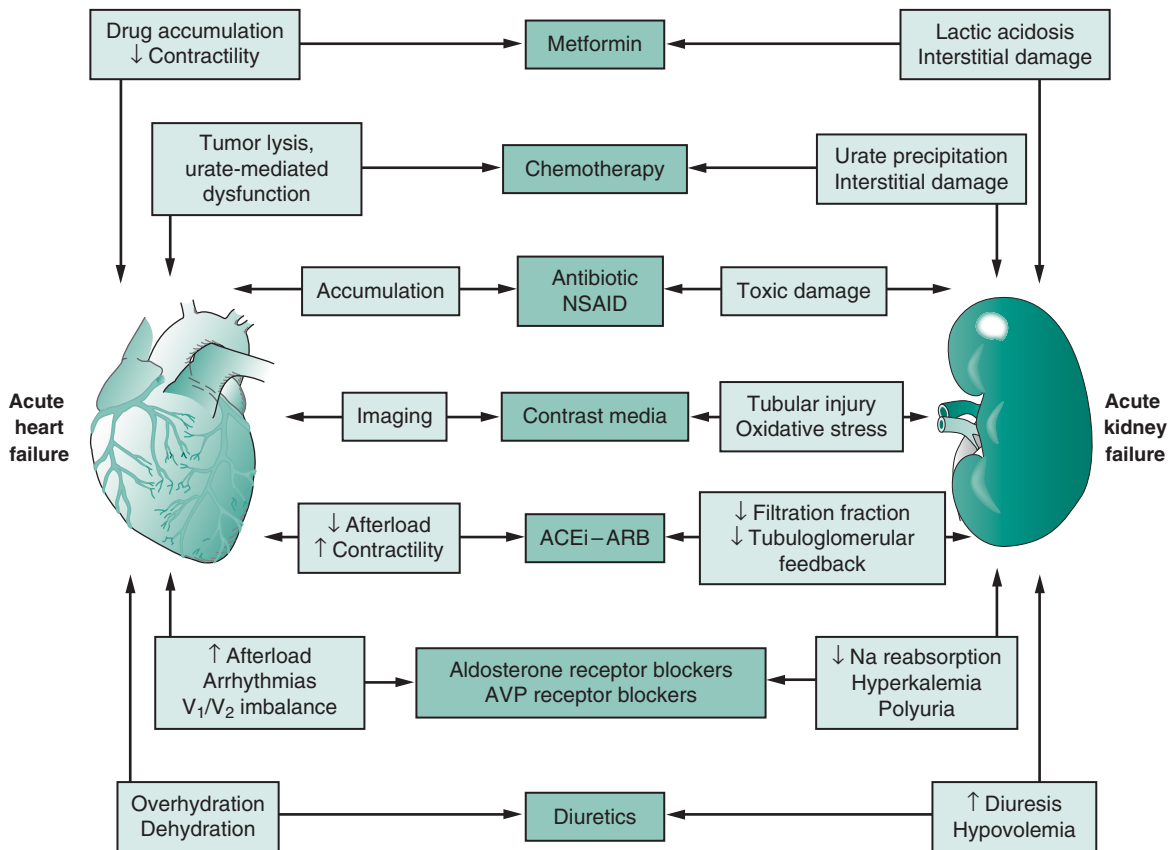 Drug accumulation
↓ Contractility
Metformin
Lactic acidosis
Interstitial damage
Tumor lysis,
urate-mediated
dysfunction
Chemotherapy
Urate precipitation
Interstitial damage
Accumulation
Antibiotic
NSAID
Toxic damage
Acute
heart
failure
Imaging
Contrast media
Tubular injury
Oxidative stress
Acute
kidney
failure
↓ Afterload
↑ Contractility
ACEi–ARB
↓ Filtration fraction
↓ Tubuloglomerular
feedback
↑ Afterload
Arrhythmias
V₁/V₂ imbalance
Aldosterone receptor blockers
AVP receptor blockers
↓ Na reabsorption
Hyperkalemia
Polyuria
Overhydration
Dehydration
Diuretics
↑ Diuresis
Hypovolemia